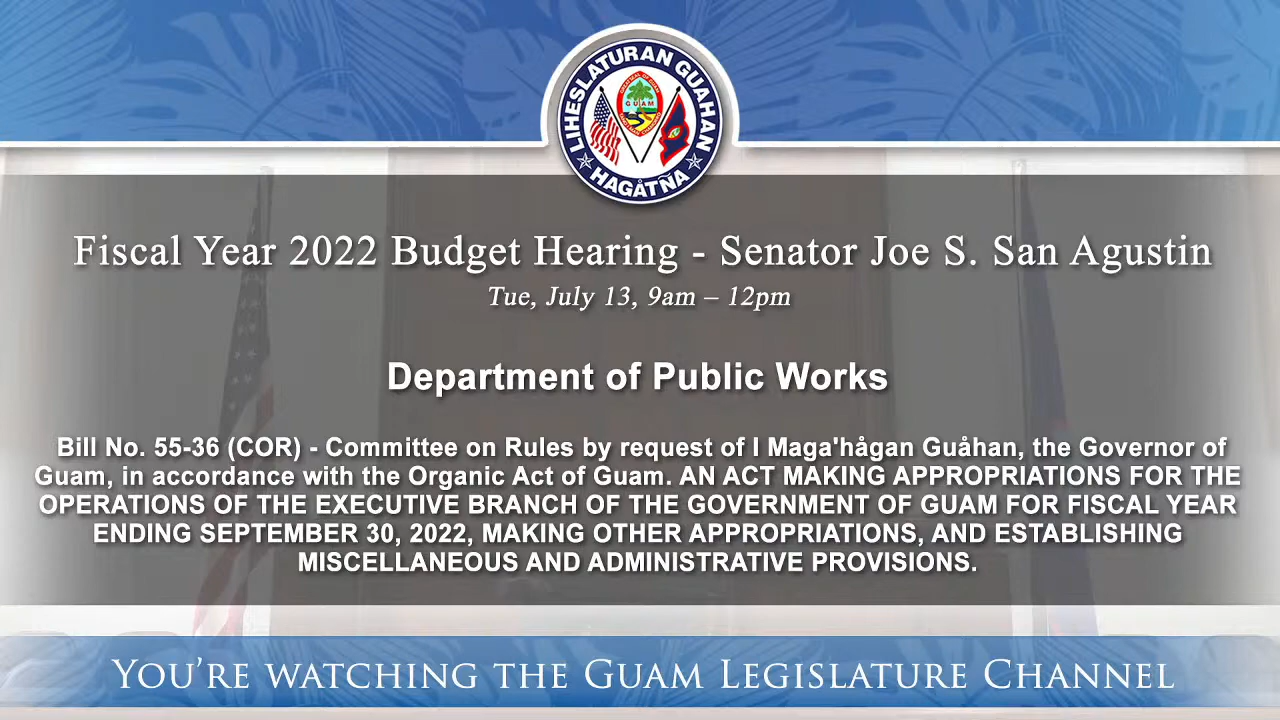 LIHESLATURAN GUAHAN
GUAM
HAGÅTÑA
Fiscal Year 2022 Budget Hearing - Senator Joe S. San Agustin
Tue, July 13, 9am – 12pm
Department of Public Works
Bill No. 55-36 (COR) - Committee on Rules by request of I Maga'hågan Guåhan, the Governor of
Guam, in accordance with the Organic Act of Guam. AN ACT MAKING APPROPRIATIONS FOR THE
OPERATIONS OF THE EXECUTIVE BRANCH OF THE GOVERNMENT OF GUAM FOR FISCAL YEAR
ENDING SEPTEMBER 30, 2022, MAKING OTHER APPROPRIATIONS, AND ESTABLISHING
MISCELLANEOUS AND ADMINISTRATIVE PROVISIONS.
YOU'RE WATCHING THE GUAM LEGISLATURE CHANNEL